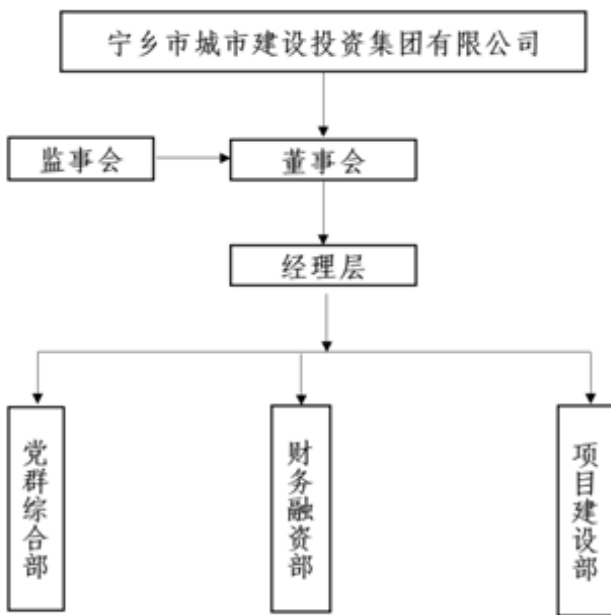 宁乡市城市建设投资集团有限公司
监事会
董事会
经理层
党群综合部
财务融资部
项目建设部